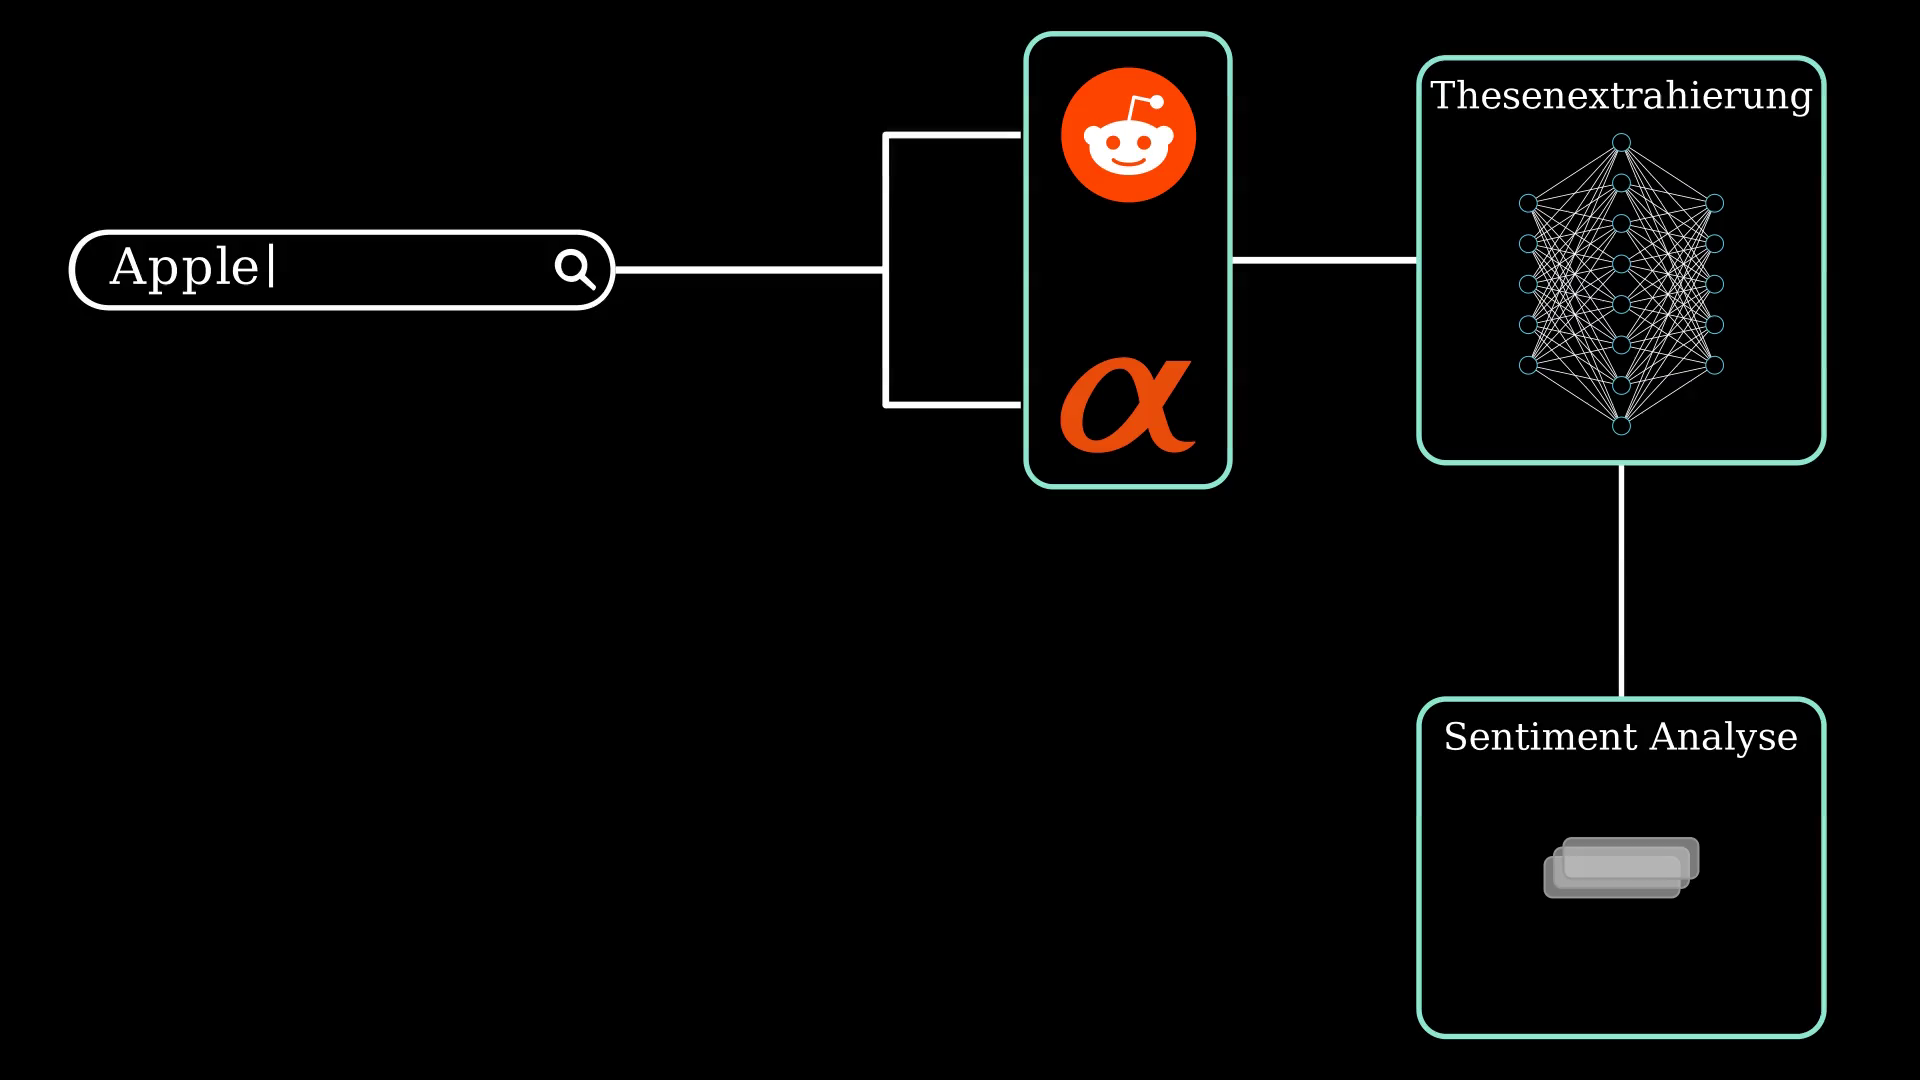 Apple
α
Thesenextrahierung
Sentiment Analyse